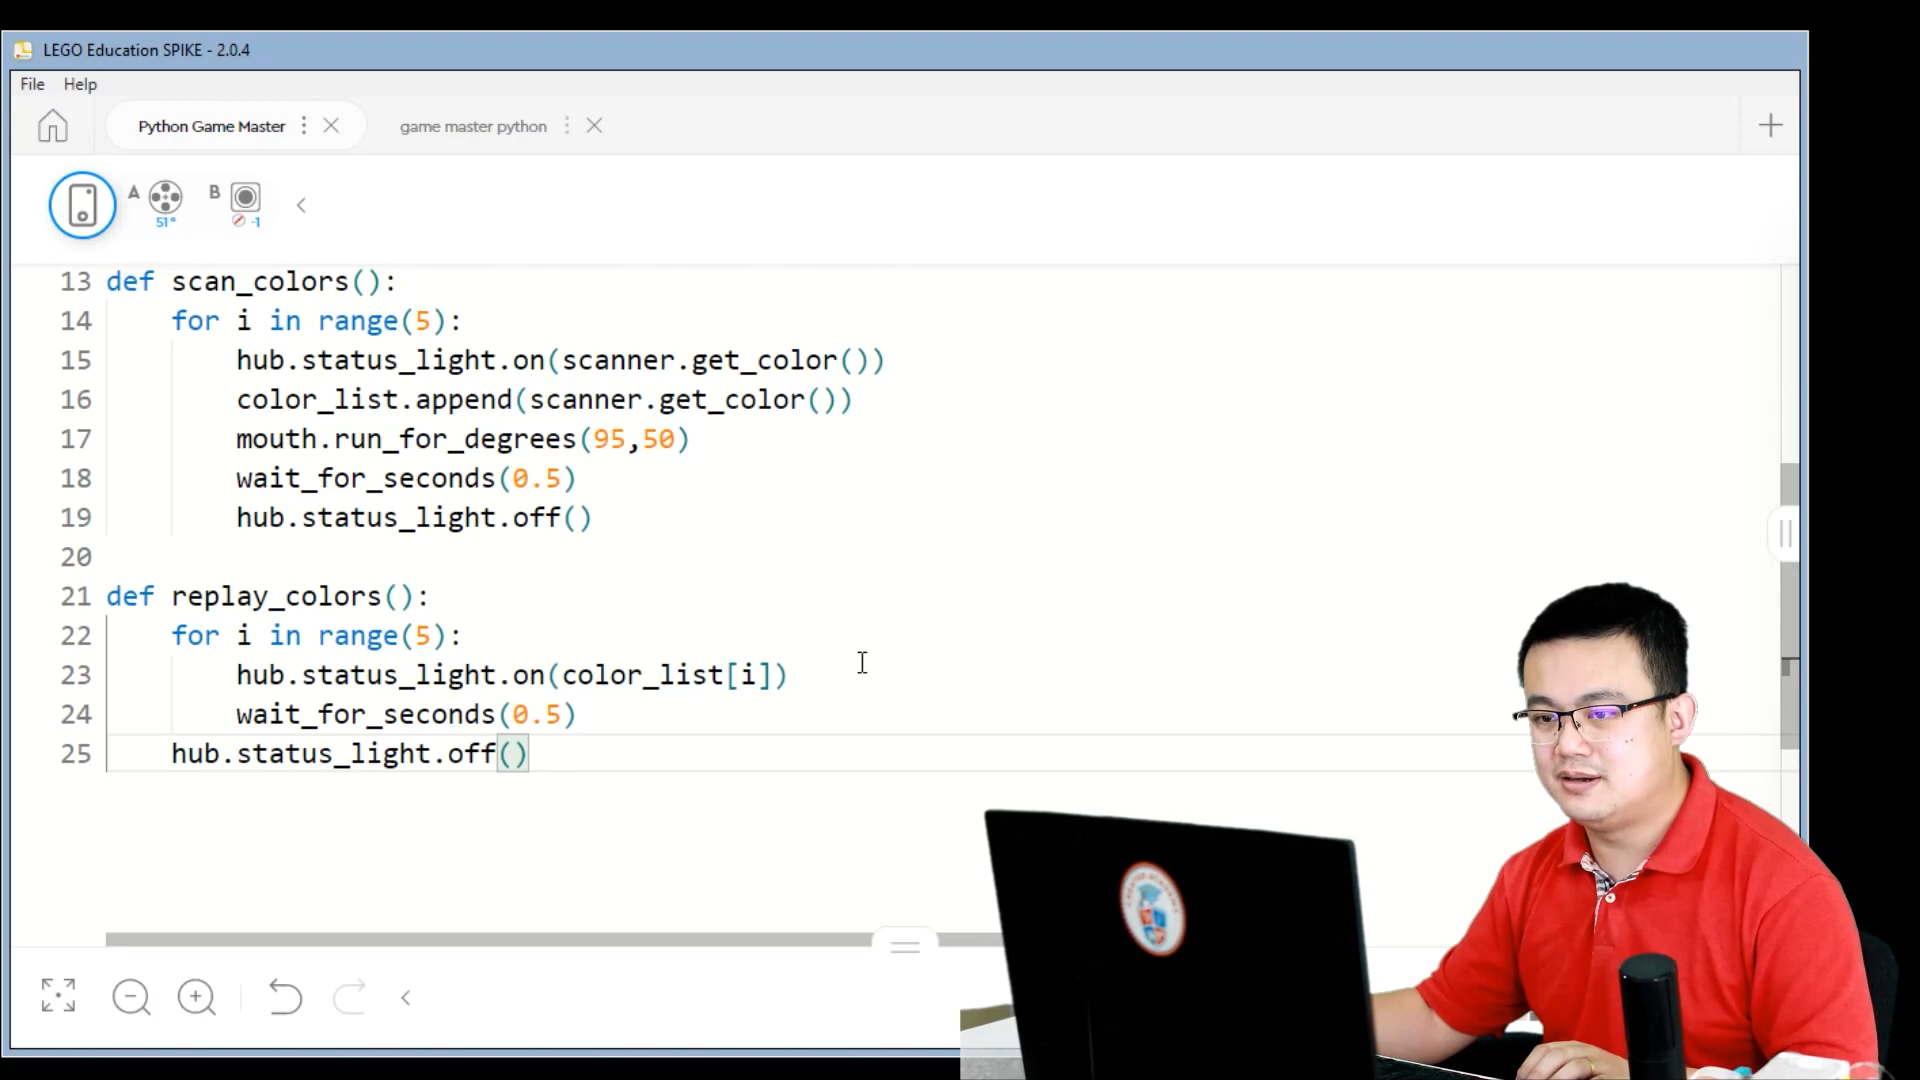 LEGO Education SPIKE - 2.0.4
File Help
Python Game Master
game master python
A
51°
B
-1
13 def scan_colors():
14 for i in range(5):
15 hub.status_light.on(scanner.get_color())
16 color_list.append(scanner.get_color())
17 mouth.run_for_degrees(95,50)
18 wait_for_seconds(0.5)
19 hub.status_light.off()
20
21 def replay_colors():
22 for i in range(5):
23 hub.status_light.on(color_list[i])
24 wait_for_seconds(0.5)
25 hub.status_light.off()